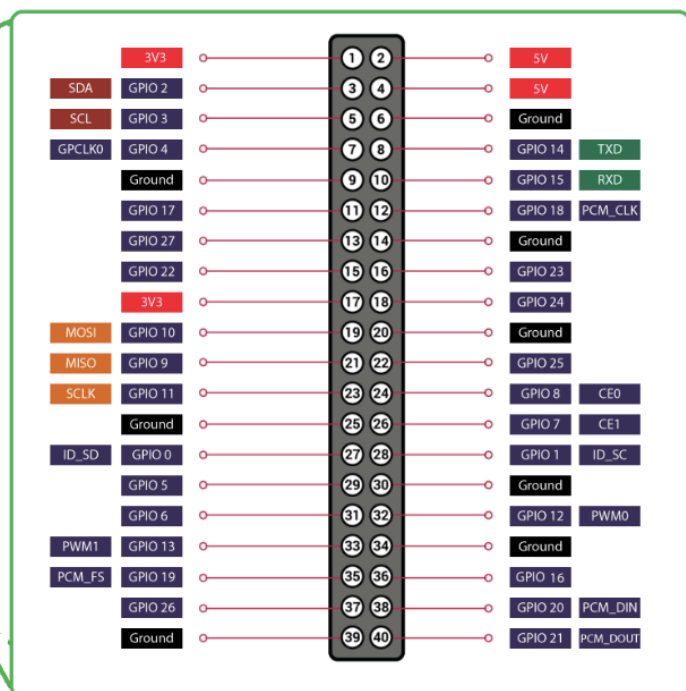 3V3 1 2 5V
SDA GPIO 2 3 4 5V
SCL GPIO 3 5 6 Ground
GPCLK0 GPIO 4 7 8 GPIO 14 TXD
Ground 9 10 GPIO 15 RXD
GPIO 17 11 12 GPIO 18 PCM_CLK
GPIO 27 13 14 Ground
GPIO 22 15 16 GPIO 23
3V3 17 18 GPIO 24
MOSI GPIO 10 19 20 Ground
MISO GPIO 9 21 22 GPIO 25
SCLK GPIO 11 23 24 GPIO 8 CE0
Ground 25 26 GPIO 7 CE1
ID_SD GPIO 0 27 28 GPIO 1 ID_SC
GPIO 5 29 30 Ground
GPIO 6 31 32 GPIO 12 PWM0
PWM1 GPIO 13 33 34 Ground
PCM_FS GPIO 19 35 36 GPIO 16
GPIO 26 37 38 GPIO 20 PCM_DIN
Ground 39 40 GPIO 21 PCM_DOUT